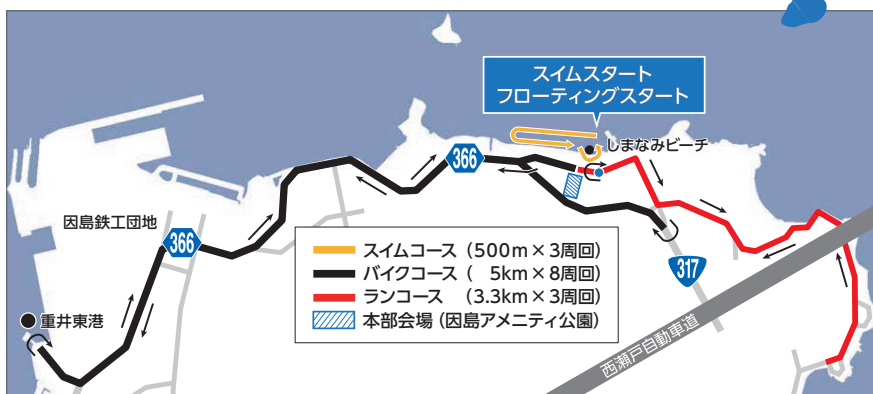 スイムスタート
フローティングスタート
しまなみビーチ
366
因島鉄工団地
366
317
スイムコース（500m×3周回）
バイクコース（ 5km×8周回）
ランコース （3.3km×3周回）
本部会場（因島アメニティ公園）
重井東港
西瀬戸自動車道